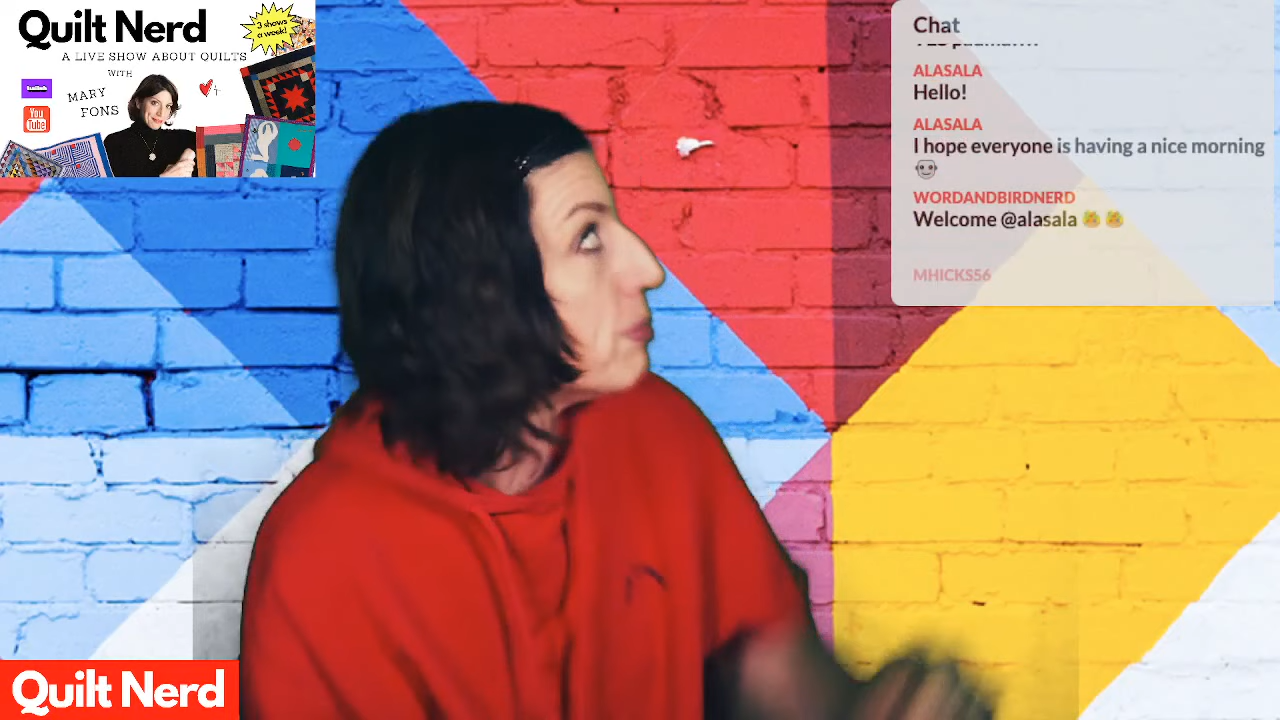 Quilt Nerd
3 shows
a week!
A LIVE SHOW ABOUT QUILTS
WITH
MARY
FONS
You
Tube
Chat
ALASALA
Hello!
ALASALA
I hope everyone is having a nice morning
WORDANDBIRDNERD
Welcome @alasala
MHICKS56
Quilt Nerd